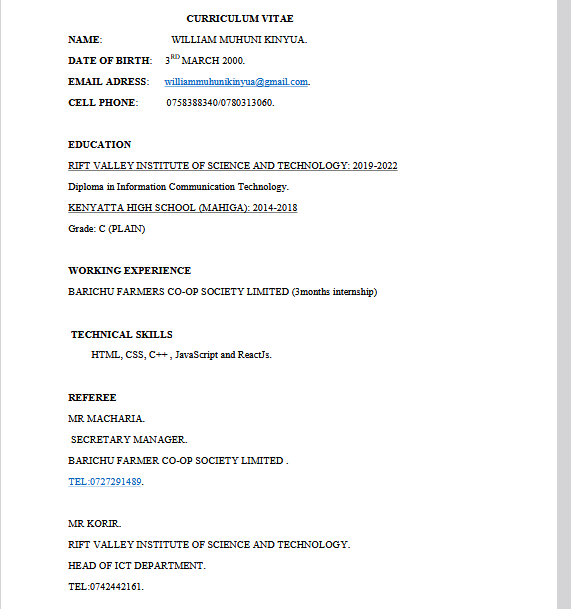 CURRICULUM VITAE
NAME: WILLIAM MUHUNI KINYUA.
DATE OF BIRTH: 3RD MARCH 2000.
EMAIL ADRESS: williammuhunikinyua@gmail.com.
CELL PHONE: 0758388340/0780313060.
EDUCATION
RIFT VALLEY INSTITUTE OF SCIENCE AND TECHNOLOGY: 2019-2022
Diploma in Information Communication Technology.
KENYATTA HIGH SCHOOL (MAHIGA): 2014-2018
Grade: C (PLAIN)
WORKING EXPERIENCE
BARICHU FARMERS CO-OP SOCIETY LIMITED (3months internship)
TECHNICAL SKILLS
HTML, CSS, C++ , JavaScript and ReactJs.
REFEREE
MR MACHARIA.
SECRETARY MANAGER.
BARICHU FARMER CO-OP SOCIETY LIMITED .
TEL:0727291489.
MR KORIR.
RIFT VALLEY INSTITUTE OF SCIENCE AND TECHNOLOGY.
HEAD OF ICT DEPARTMENT.
TEL:0742442161.